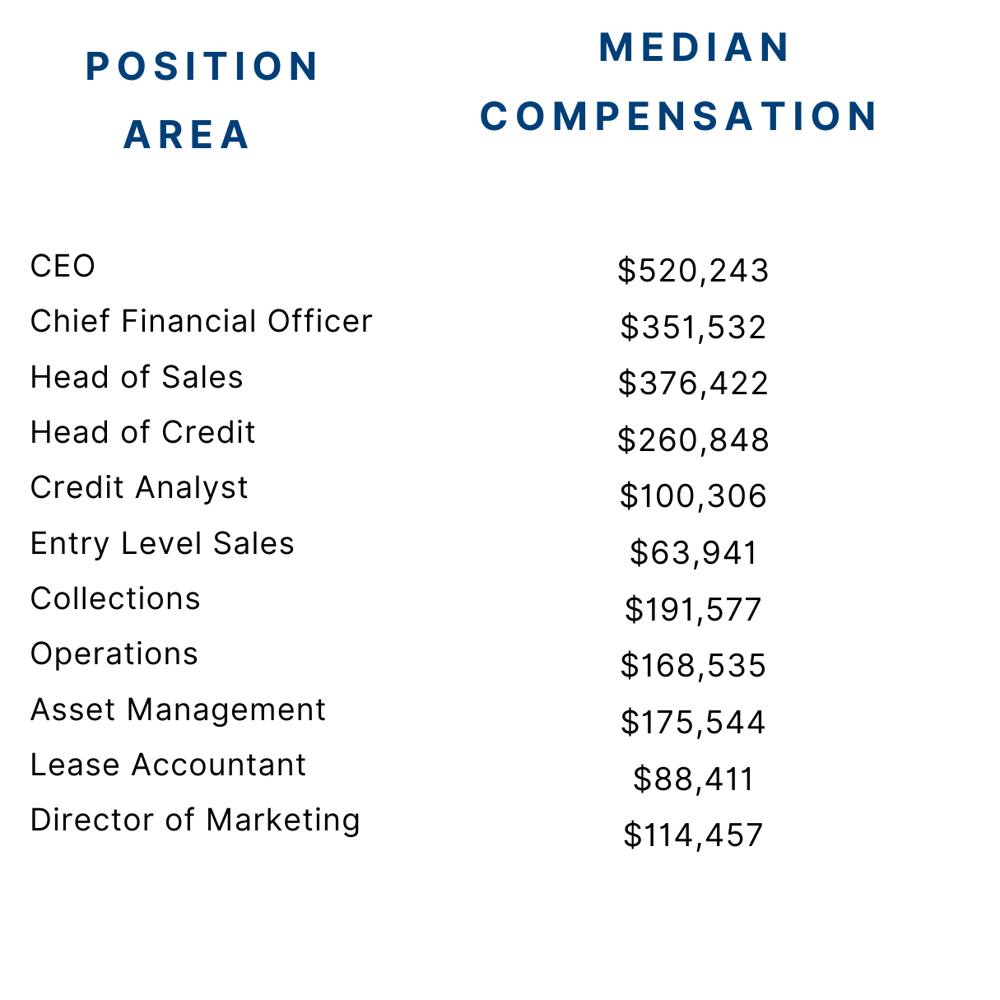 POSITION
AREA
MEDIAN
COMPENSATION
CEO $520,243
Chief Financial Officer $351,532
Head of Sales $376,422
Head of Credit $260,848
Credit Analyst $100,306
Entry Level Sales $63,941
Collections $191,577
Operations $168,535
Asset Management $175,544
Lease Accountant $88,411
Director of Marketing $114,457